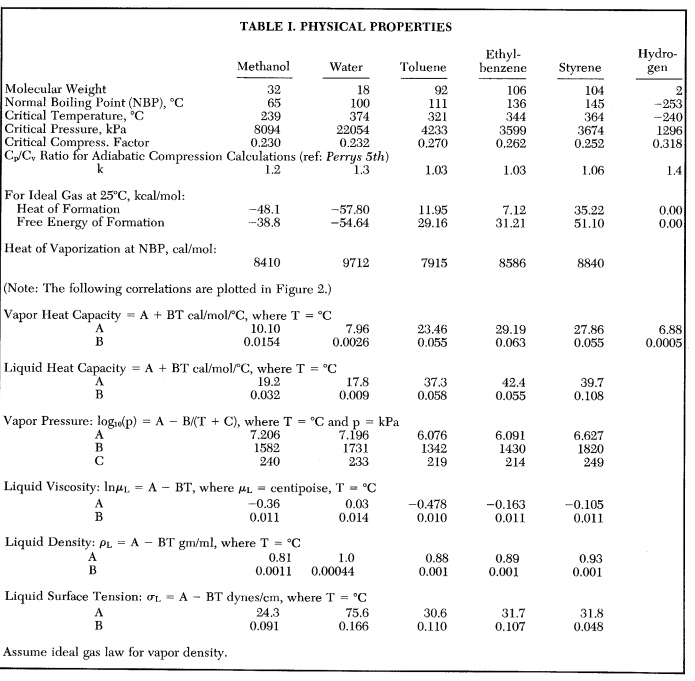 TABLE I. PHYSICAL PROPERTIES
Methanol Water Toluene Ethyl-benzene Styrene Hydro-gen
Molecular Weight 32 18 92 106 104 2
Normal Boiling Point (NBP), °C 65 100 111 136 145 −253
Critical Temperature, °C 239 374 321 344 364 −240
Critical Pressure, kPa 8094 22054 4233 3599 3674 1296
Critical Compress. Factor 0.230 0.232 0.270 0.262 0.252 0.318
Cₚ/Cᵥ Ratio for Adiabatic Compression Calculations (ref: Perrys 5th)
k 1.2 1.3 1.03 1.03 1.06 1.4
For Ideal Gas at 25°C, kcal/mol:
Heat of Formation −48.1 −57.80 11.95 7.12 35.22 0.00
Free Energy of Formation −38.8 −54.64 29.16 31.21 51.10 0.00
Heat of Vaporization at NBP, cal/mol:
8410 9712 7915 8586 8840
(Note: The following correlations are plotted in Figure 2.)
Vapor Heat Capacity = A + BT cal/mol/°C, where T = °C
A 10.10 7.96 23.46 29.19 27.86 6.88
B 0.0154 0.0026 0.055 0.063 0.055 0.0005
Liquid Heat Capacity = A + BT cal/mol/°C, where T = °C
A 19.2 17.8 37.3 42.4 39.7
B 0.032 0.009 0.058 0.055 0.108
Vapor Pressure: log₁₀(p) = A − B/(T + C), where T = °C and p = kPa
A 7.206 7.196 6.076 6.091 6.627
B 1582 1731 1342 1430 1820
C 240 233 219 214 249
Liquid Viscosity: lnμL = A − BT, where μL = centipoise, T = °C
A −0.36 0.03 −0.478 −0.163 −0.105
B 0.011 0.014 0.010 0.011 0.011
Liquid Density: ρL = A − BT gm/ml, where T = °C
A 0.81 1.0 0.88 0.89 0.93
B 0.0011 0.00044 0.001 0.001 0.001
Liquid Surface Tension: σL = A − BT dynes/cm, where T = °C
A 24.3 75.6 30.6 31.7 31.8
B 0.091 0.166 0.110 0.107 0.048
Assume ideal gas law for vapor density.